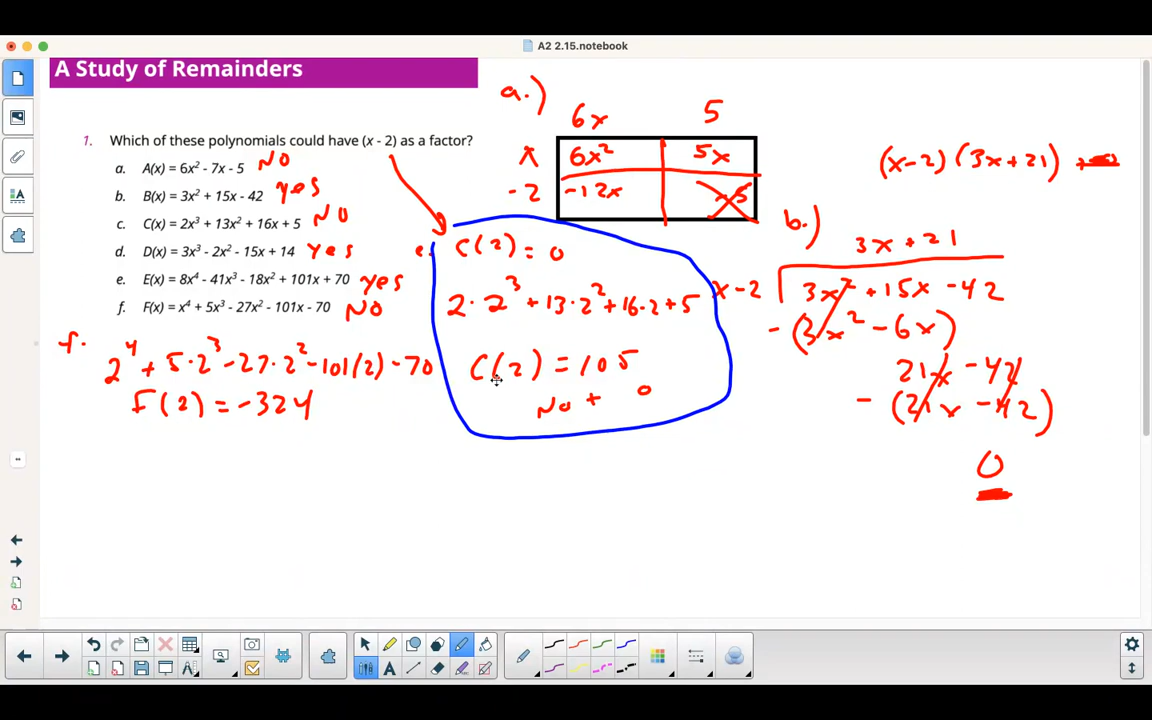 A2 2.15.notebook
A Study of Remainders
1. Which of these polynomials could have (x - 2) as a factor?
a. A(x) = 6x² - 7x - 5 NO
b. B(x) = 3x² + 15x - 42 yes
c. C(x) = 2x³ + 13x² + 16x + 5 NO
d. D(x) = 3x³ - 2x² - 15x + 14 yes
e. E(x) = 8x⁴ - 41x³ - 18x² + 101x + 70 yes
f. F(x) = x⁴ + 5x³ - 27x² - 101x - 70 NO
f.
2⁴ + 5·2³ - 27·2² - 101(2) - 70
F(2) = -324
a.)
6x 5
x 6x² 5x
-2 -12x -5
c. C(2) = 0
2·2³ + 13·2² + 16·2 + 5
C(2) = 105
No + 0
(x-2)(3x+21)
b.)
3x + 21
x-2 3x² + 15x - 42
- (3x² - 6x)
21x - 42
- (21x - 42)
0